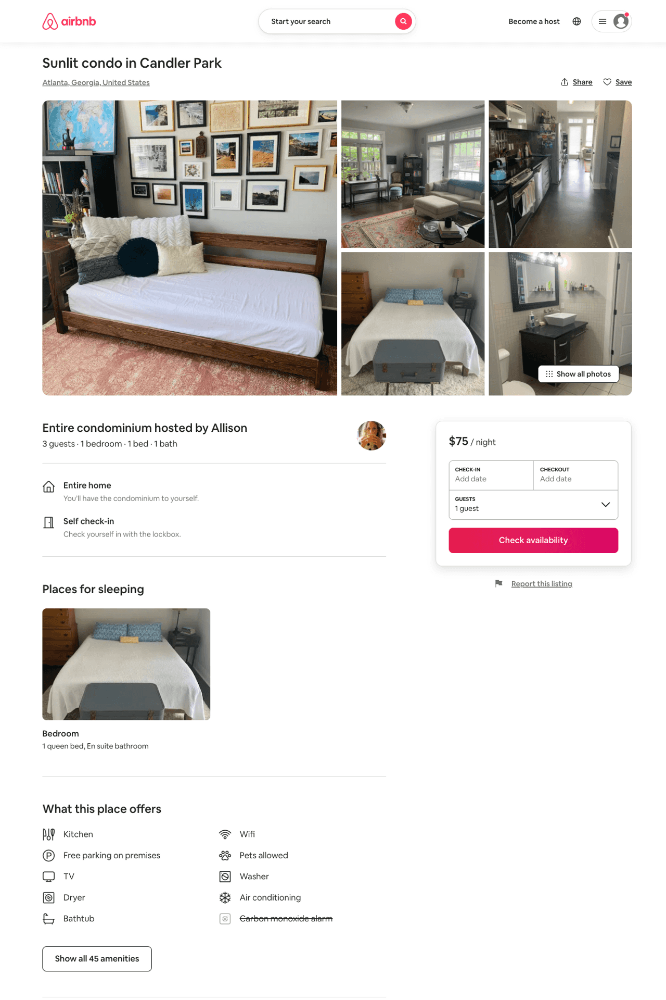 airbnb
Start your search
Become a host
Sunlit condo in Candler Park
Atlanta, Georgia, United States
Share
Save
Show all photos
Entire condominium hosted by Allison
3 guests · 1 bedroom · 1 bed · 1 bath
Entire home
You'll have the condominium to yourself.
Self check-in
Check yourself in with the lockbox.
$75 / night
CHECK-IN
Add date
CHECKOUT
Add date
GUESTS
1 guest
Check availability
Report this listing
Places for sleeping
Bedroom
1 queen bed, En suite bathroom
What this place offers
Kitchen
Wifi
Free parking on premises
Pets allowed
TV
Washer
Dryer
Air conditioning
Bathtub
Carbon monoxide alarm
Show all 45 amenities